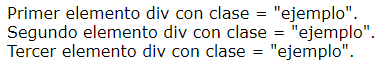 Primer elemento div con clase = "ejemplo".
Segundo elemento div con clase = "ejemplo".
Tercer elemento div con clase = "ejemplo".